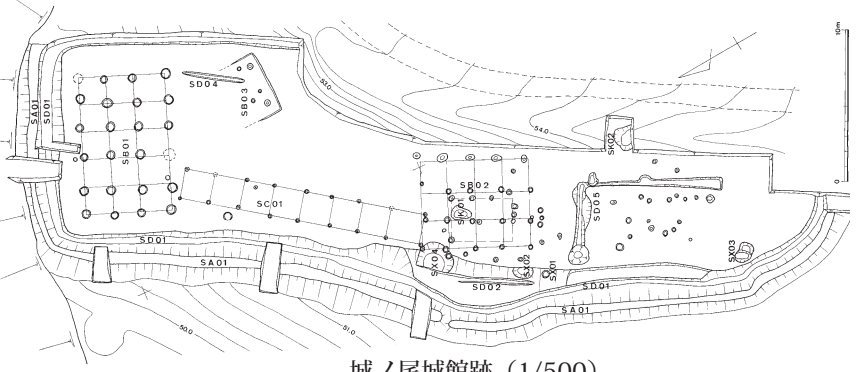 53.0
10m
SD04
SB03
SA01
SD01
54.0
SK02
SB01
SB02
SC01
SK01
SD05
SD01
SA01
SX04
SX02
SX01
SX03
SD02
SD01
SA01
50.0
51.0
0
城ノ尾城館跡（1/500）